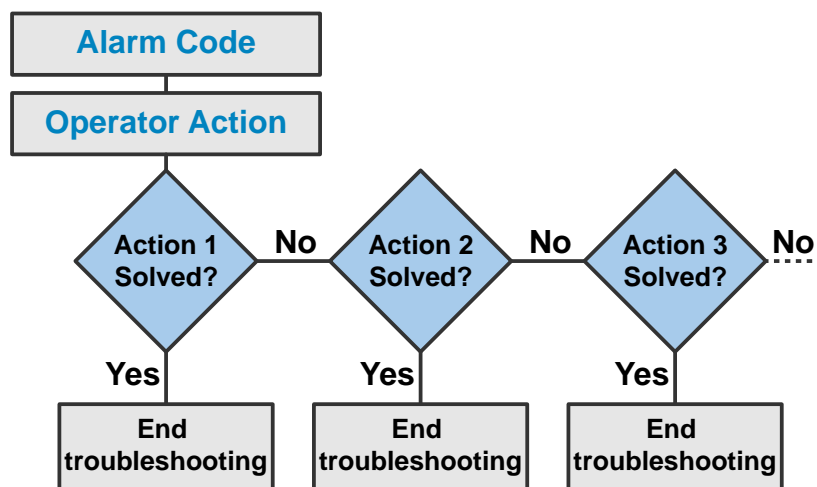 Alarm Code
Operator Action
Action 1
Solved?
No
Action 2
Solved?
No
Action 3
Solved?
No
Yes
Yes
Yes
End
troubleshooting
End
troubleshooting
End
troubleshooting